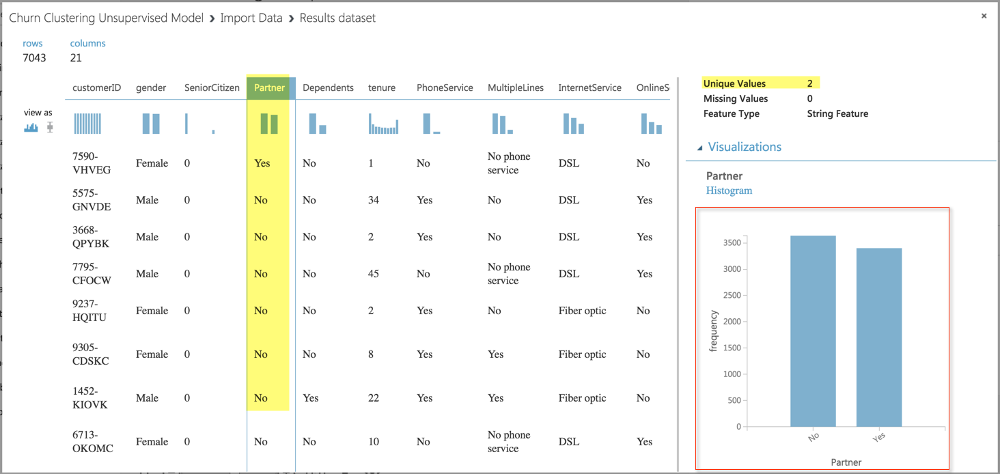 Churn Clustering Unsupervised Model › Import Data › Results dataset
×
rows columns
7043 21
customerID gender SeniorCitizen Partner Dependents tenure PhoneService MultipleLines InternetService OnlineS
view as
7590-
VHVEG Female 0 Yes No 1 No No phone service DSL No
5575-
GNVDE Male 0 No No 34 Yes No DSL Yes
3668-
QPYBK Male 0 No No 2 Yes No DSL Yes
7795-
CFOCW Male 0 No No 45 No No phone service DSL Yes
9237-
HQITU Female 0 No No 2 Yes No Fiber optic No
9305-
CDSKC Female 0 No No 8 Yes Yes Fiber optic No
1452-
KIOVK Male 0 No Yes 22 Yes Yes Fiber optic No
6713-
OKOMC Female 0 No No 10 No No phone service DSL Yes
Unique Values 2
Missing Values 0
Feature Type String Feature
Visualizations
Partner
Histogram
3500
3000
2500
2000
1500
1000
500
0
frequency
No Yes
Partner